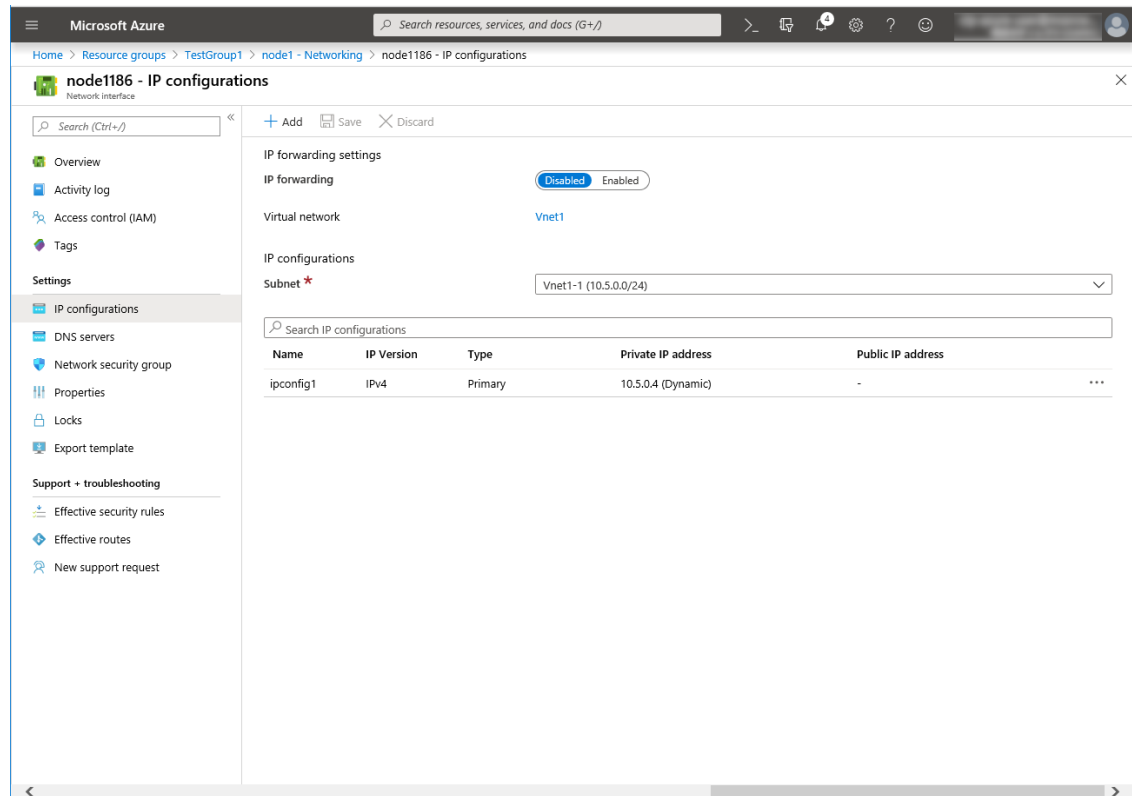 Microsoft Azure
Search resources, services, and docs (G+/)
4
Home > Resource groups > TestGroup1 > node1 - Networking > node1186 - IP configurations
node1186 - IP configurations
Network interface
Search (Ctrl+/)
Overview
Activity log
Access control (IAM)
Tags
Settings
IP configurations
DNS servers
Network security group
Properties
Locks
Export template
Support + troubleshooting
Effective security rules
Effective routes
New support request
Add Save Discard
IP forwarding settings
IP forwarding Disabled Enabled
Virtual network Vnet1
IP configurations
Subnet * Vnet1-1 (10.5.0.0/24)
Search IP configurations
Name IP Version Type Private IP address Public IP address
ipconfig1 IPv4 Primary 10.5.0.4 (Dynamic) - ...